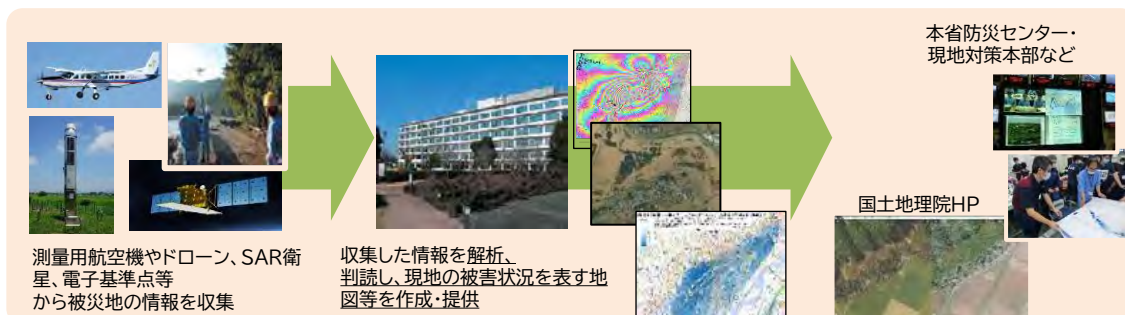 測量用航空機やドローン、SAR衛
星、電子基準点等
から被災地の情報を収集
収集した情報を解析、
判読し、現地の被害状況を表す地
図等を作成・提供
本省防災センター・
現地対策本部など
国土地理院HP